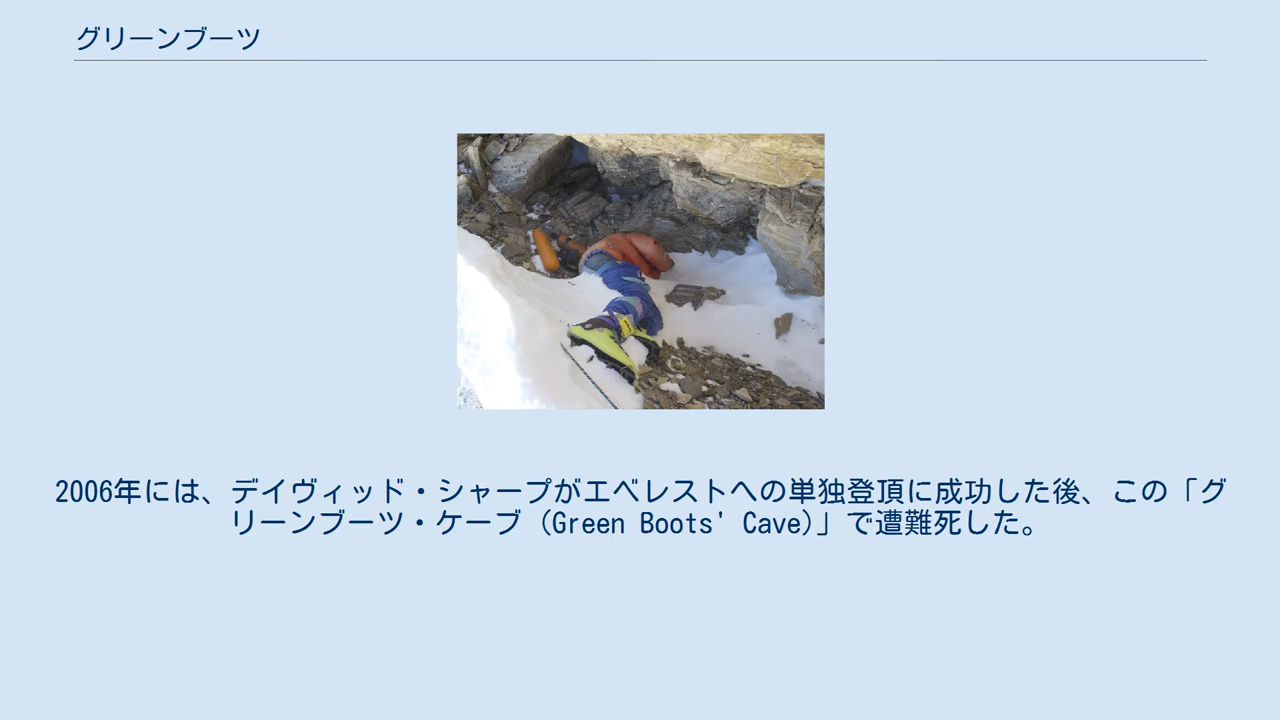 グリーンブーツ
2006年には、デイヴィッド・シャープがエベレストへの単独登頂に成功した後、この「グ
リーンブーツ・ケーブ (Green Boots' Cave)」で遭難死した。